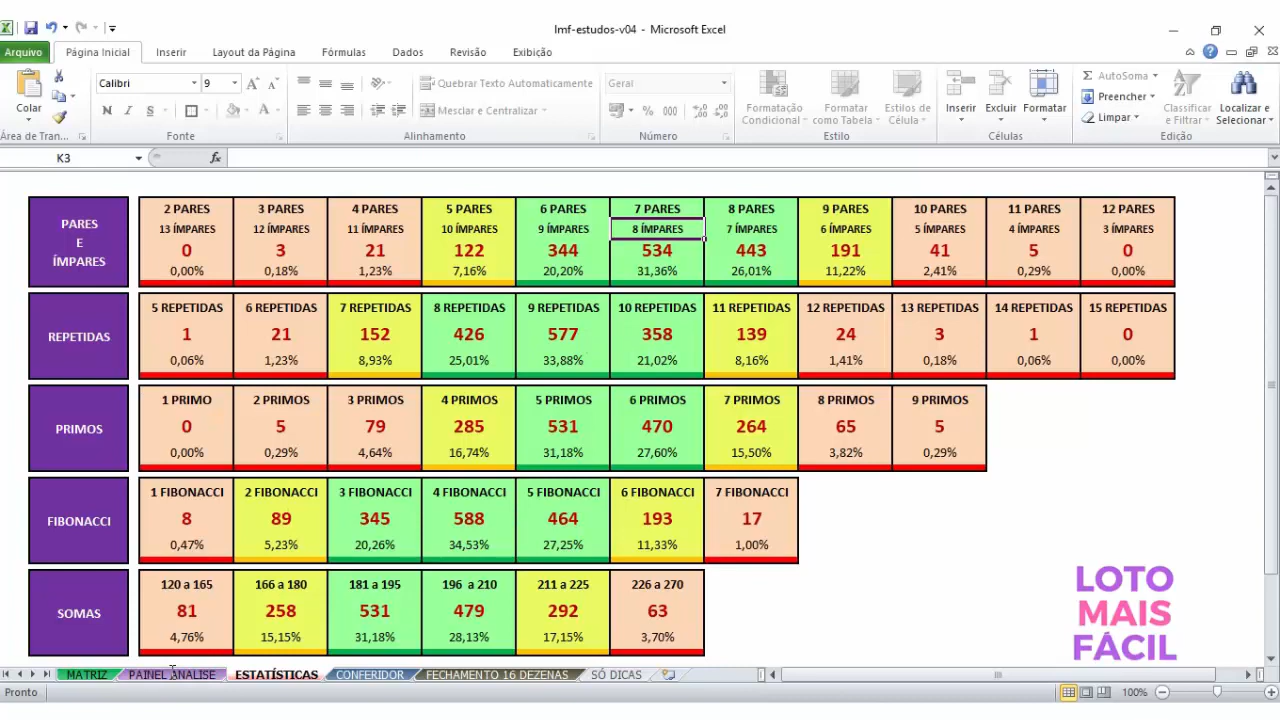 lmf-estudos-v04 - Microsoft Excel
Arquivo Página Inicial Inserir Layout da Página Fórmulas Dados Revisão Exibição
Colar
Área de Tran...
Calibri 9
N I S A
Fonte
Quebrar Texto Automaticamente
Mesclar e Centralizar
Alinhamento
Geral
% 000
Número
Formatação Condicional
Formatar como Tabela
Estilos de Célula
Estilo
Inserir Excluir Formatar
Células
Σ AutoSoma
Preencher
Limpar
Classificar e Filtrar
Localizar e Selecionar
Edição
K3 fx
PARES
E
ÍMPARES
2 PARES 3 PARES 4 PARES 5 PARES 6 PARES 7 PARES 8 PARES 9 PARES 10 PARES 11 PARES 12 PARES
13 ÍMPARES 12 ÍMPARES 11 ÍMPARES 10 ÍMPARES 9 ÍMPARES 8 ÍMPARES 7 ÍMPARES 6 ÍMPARES 5 ÍMPARES 4 ÍMPARES 3 ÍMPARES
0 3 21 122 344 534 443 191 41 5 0
0,00% 0,18% 1,23% 7,16% 20,20% 31,36% 26,01% 11,22% 2,41% 0,29% 0,00%
REPETIDAS
5 REPETIDAS 6 REPETIDAS 7 REPETIDAS 8 REPETIDAS 9 REPETIDAS 10 REPETIDAS 11 REPETIDAS 12 REPETIDAS 13 REPETIDAS 14 REPETIDAS 15 REPETIDAS
1 21 152 426 577 358 139 24 3 1 0
0,06% 1,23% 8,93% 25,01% 33,88% 21,02% 8,16% 1,41% 0,18% 0,06% 0,00%
PRIMOS
1 PRIMO 2 PRIMOS 3 PRIMOS 4 PRIMOS 5 PRIMOS 6 PRIMOS 7 PRIMOS 8 PRIMOS 9 PRIMOS
0 5 79 285 531 470 264 65 5
0,00% 0,29% 4,64% 16,74% 31,18% 27,60% 15,50% 3,82% 0,29%
FIBONACCI
1 FIBONACCI 2 FIBONACCI 3 FIBONACCI 4 FIBONACCI 5 FIBONACCI 6 FIBONACCI 7 FIBONACCI
8 89 345 588 464 193 17
0,47% 5,23% 20,26% 34,53% 27,25% 11,33% 1,00%
SOMAS
120 a 165 166 a 180 181 a 195 196 a 210 211 a 225 226 a 270
81 258 531 479 292 63
4,76% 15,15% 31,18% 28,13% 17,15% 3,70%
LOTO
MAIS
FÁCIL
MATRIZ PAINEL ANALISE ESTATÍSTICAS CONFERIDOR FECHAMENTO 16 DEZENAS SÓ DICAS
Pronto 100%